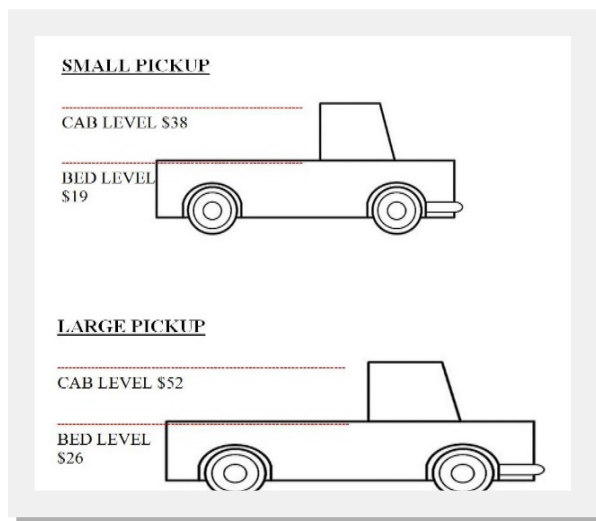 SMALL PICKUP
CAB LEVEL $38
BED LEVEL
$19
LARGE PICKUP
CAB LEVEL $52
BED LEVEL
$26